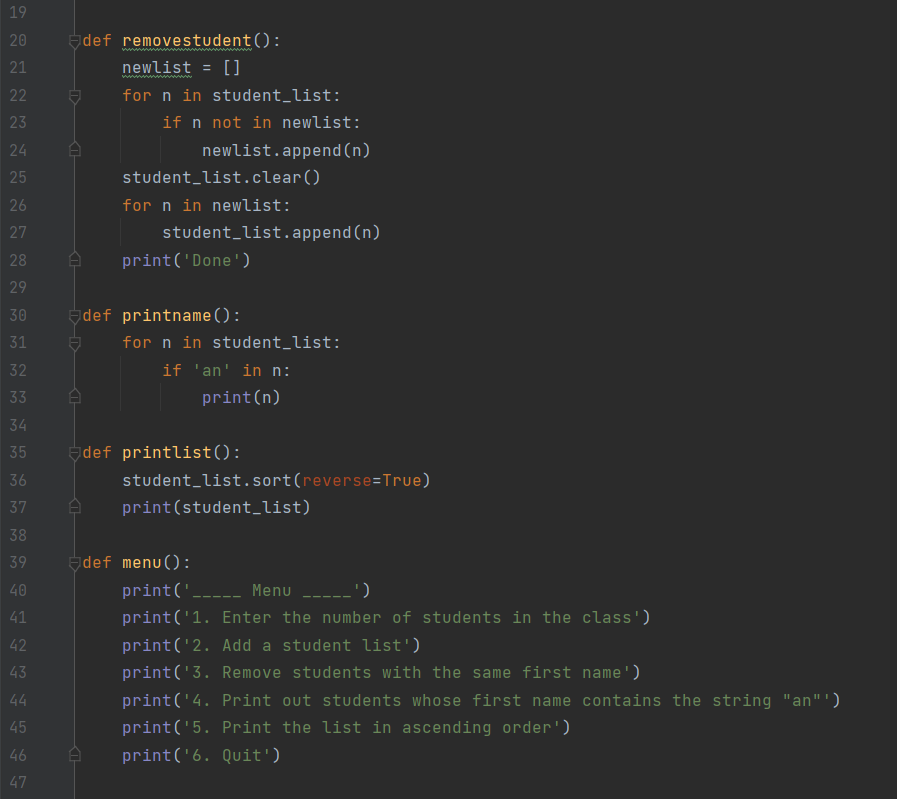 19
20 def removestudent():
21     newlist = []
22     for n in student_list:
23         if n not in newlist:
24             newlist.append(n)
25     student_list.clear()
26     for n in newlist:
27         student_list.append(n)
28     print('Done')
29
30 def printname():
31     for n in student_list:
32         if 'an' in n:
33             print(n)
34
35 def printlist():
36     student_list.sort(reverse=True)
37     print(student_list)
38
39 def menu():
40     print('_____ Menu _____')
41     print('1. Enter the number of students in the class')
42     print('2. Add a student list')
43     print('3. Remove students with the same first name')
44     print('4. Print out students whose first name contains the string "an"')
45     print('5. Print the list in ascending order')
46     print('6. Quit')
47